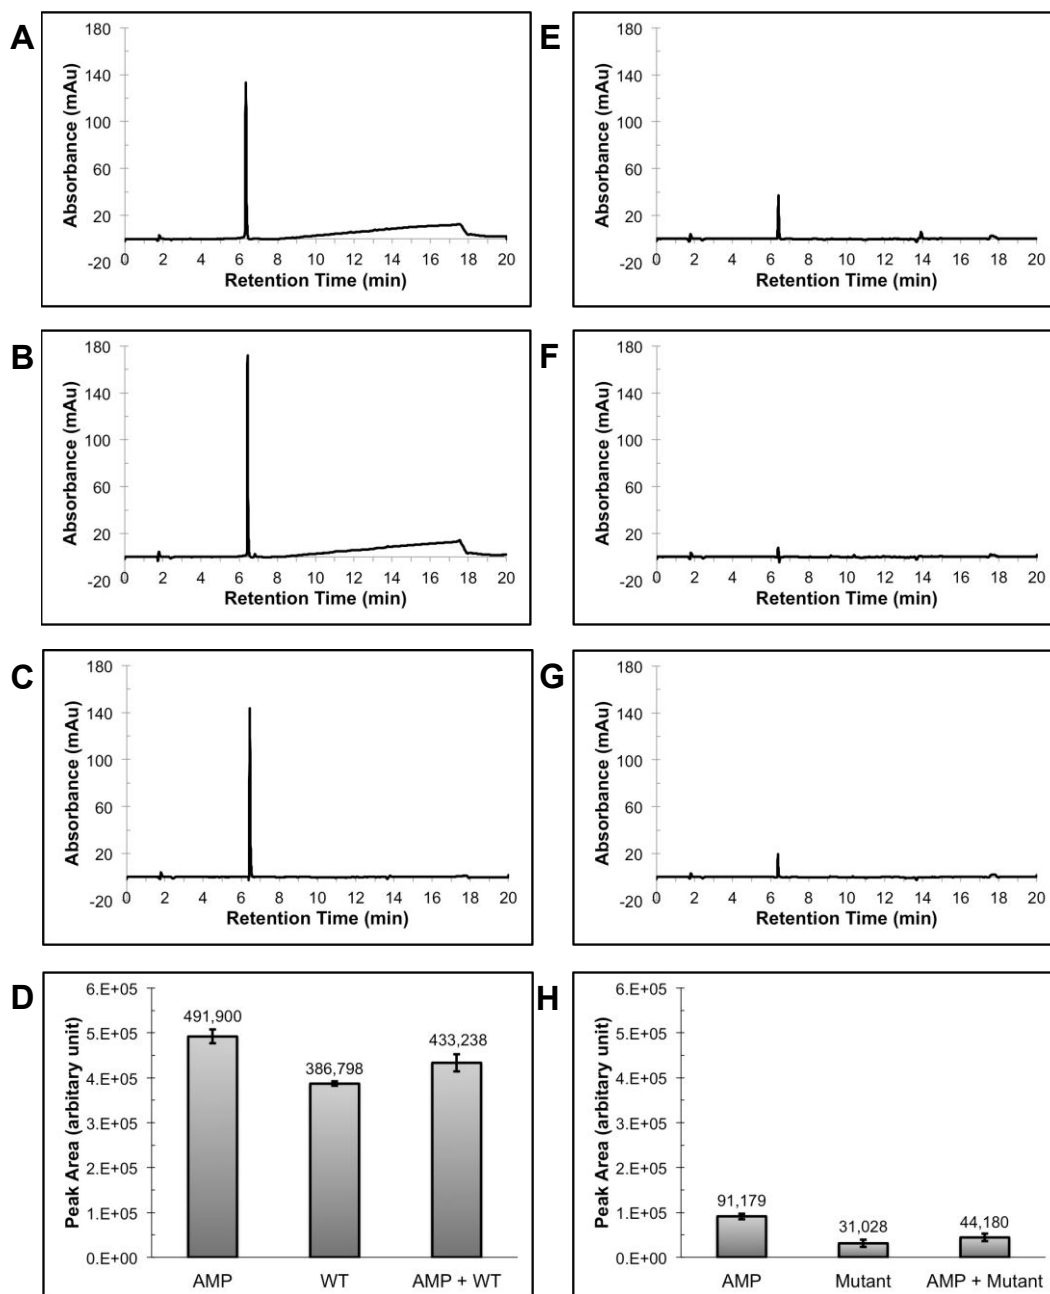 A
180
140
100
60
20
-20
Absorbance (mAu)
0 2 4 6 8 10 12 14 16 18 20
Retention Time (min)
B
180
140
100
60
20
-20
Absorbance (mAu)
0 2 4 6 8 10 12 14 16 18 20
Retention Time (min)
C
180
140
100
60
20
-20
Absorbance (mAu)
0 2 4 6 8 10 12 14 16 18 20
Retention Time (min)
D
6.E+05
5.E+05
4.E+05
3.E+05
2.E+05
1.E+05
0.E+00
Peak Area (arbitary unit)
491,900
386,798
433,238
AMP WT AMP + WT
E
180
140
100
60
20
-20
Absorbance (mAu)
0 2 4 6 8 10 12 14 16 18 20
Retention Time (min)
F
180
140
100
60
20
-20
Absorbance (mAu)
0 2 4 6 8 10 12 14 16 18 20
Retention Time (min)
G
180
140
100
60
20
-20
Absorbance (mAu)
0 2 4 6 8 10 12 14 16 18 20
Retention Time (min)
H
6.E+05
5.E+05
4.E+05
3.E+05
2.E+05
1.E+05
0.E+00
Peak Area (arbitary unit)
91,179
31,028
44,180
AMP Mutant AMP + Mutant